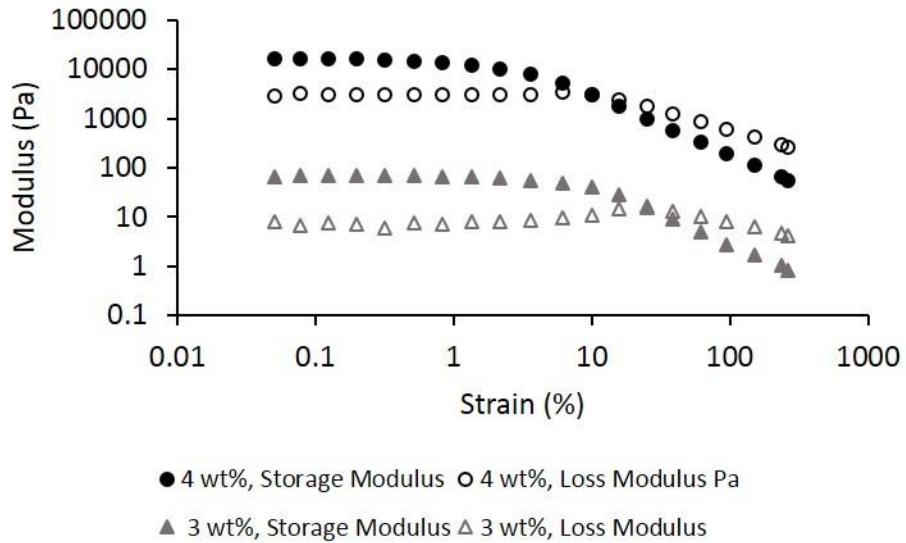 100000
10000
1000
100
10
1
0.1
Modulus (Pa)
0.01 0.1 1 10 100 1000
Strain (%)
4 wt%, Storage Modulus 4 wt%, Loss Modulus Pa
3 wt%, Storage Modulus 3 wt%, Loss Modulus